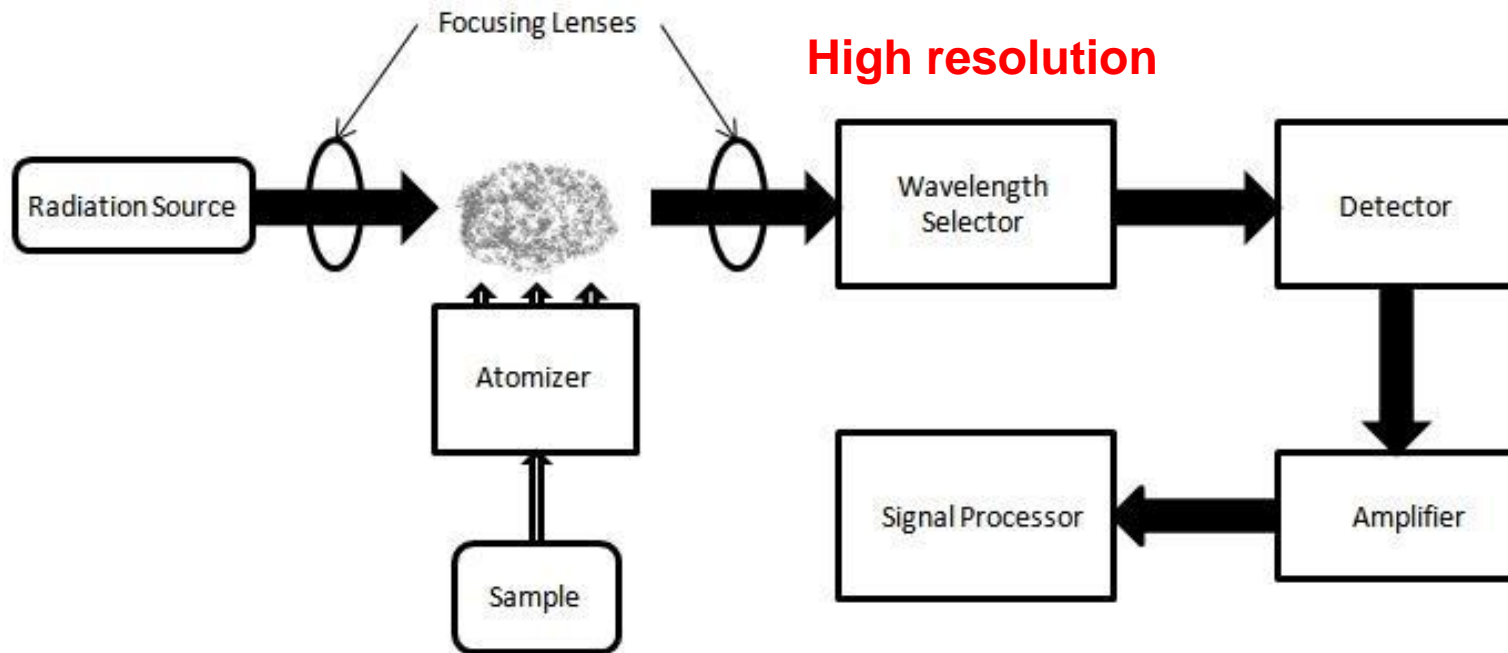 Focusing Lenses
High resolution
Radiation Source
Wavelength
Selector
Detector
Atomizer
Signal Processor
Amplifier
Sample